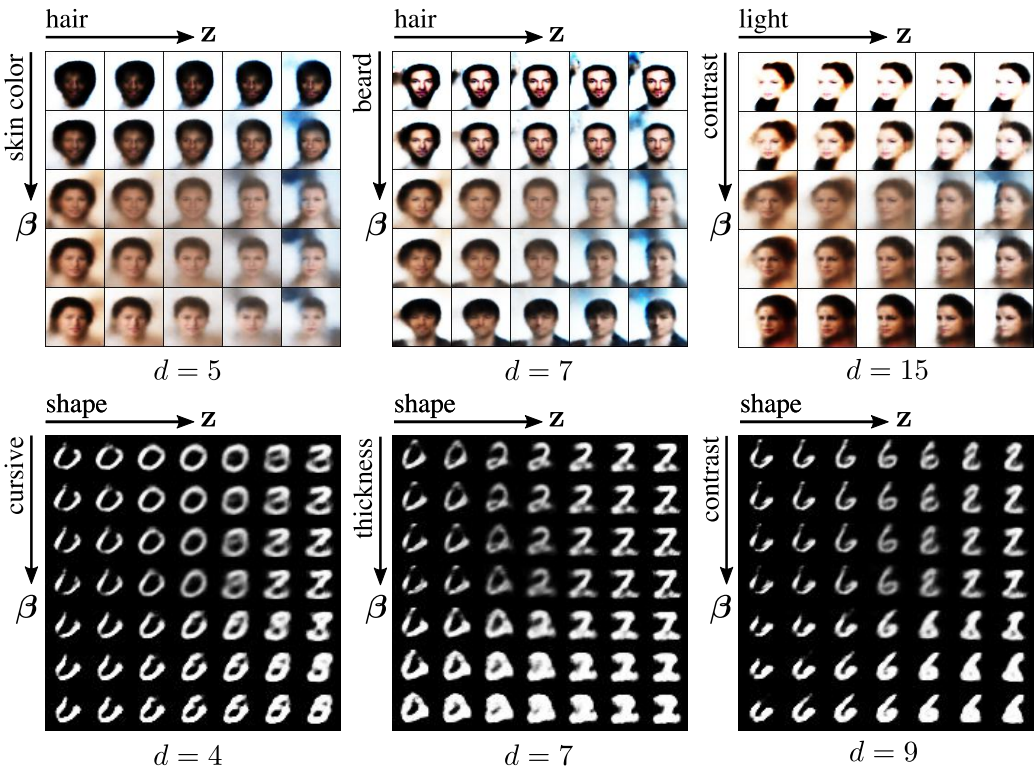 hair z hair z light z
skin color beard contrast
β β β
d = 5 d = 7 d = 15
shape z shape z shape z
cursive thickness contrast
β β β
d = 4 d = 7 d = 9